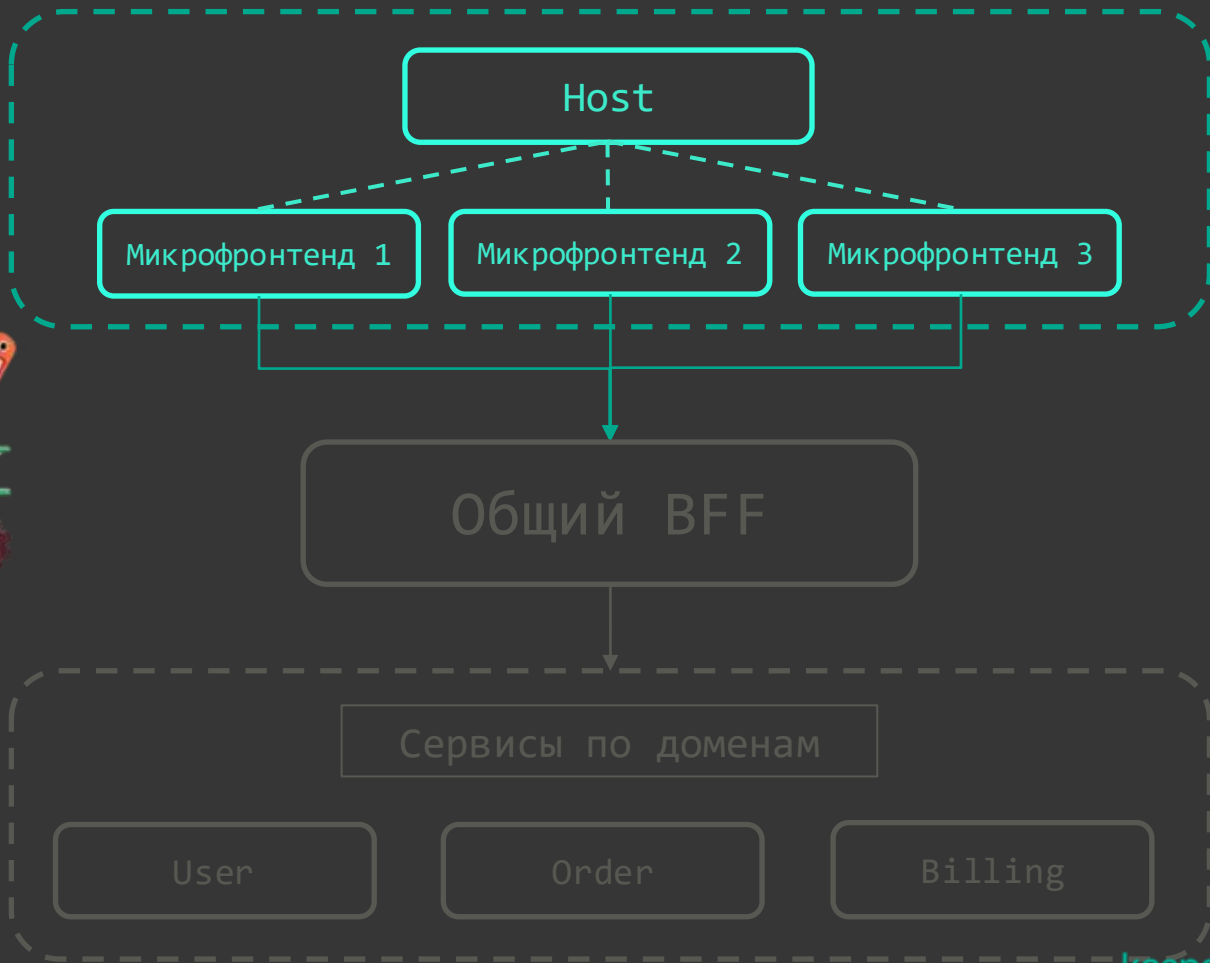 Host
Микрофронтенд 1
Микрофронтенд 2
Микрофронтенд 3
Общий BFF
Сервисы по доменам
User
Order
Billing